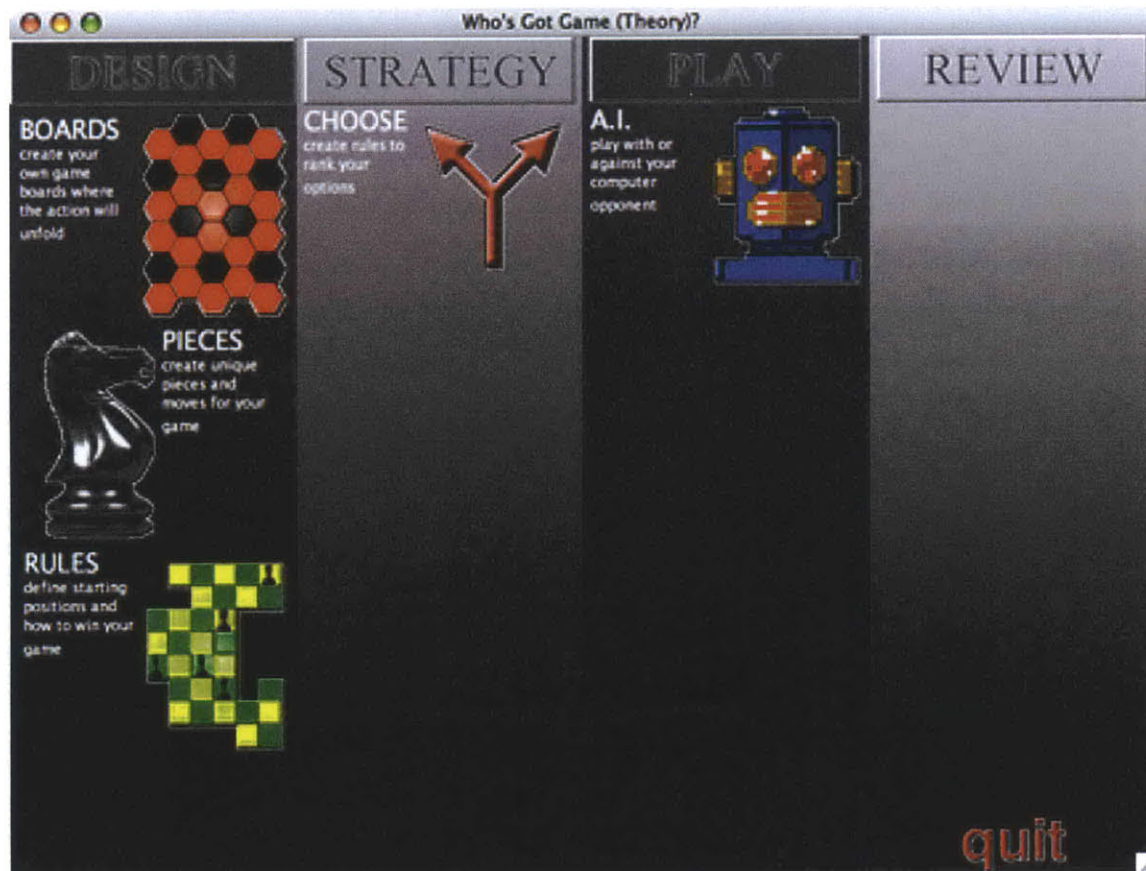 Who's Got Game (Theory)?
DESIGN
STRATEGY
PLAY
REVIEW
BOARDS
create your
own game
boards where
the action will
unfold
CHOOSE
create rules to
rank your
options
A.I.
play with or
against your
computer
opponent
PIECES
create unique
pieces and
moves for your
game
RULES
define starting
positions and
how to win your
game
quit